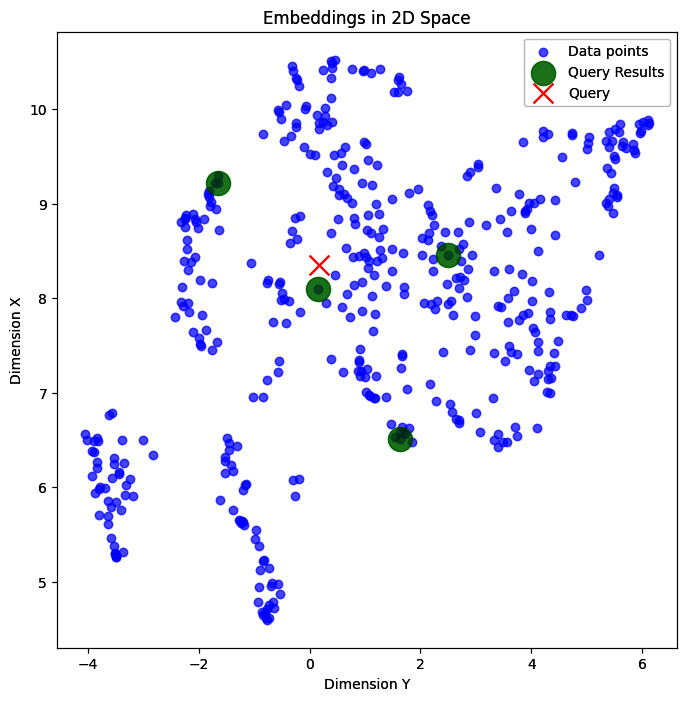 Embeddings in 2D Space
Data points
Query Results
Query
Dimension X
10
9
8
7
6
5
−4
−2
0
2
4
6
Dimension Y